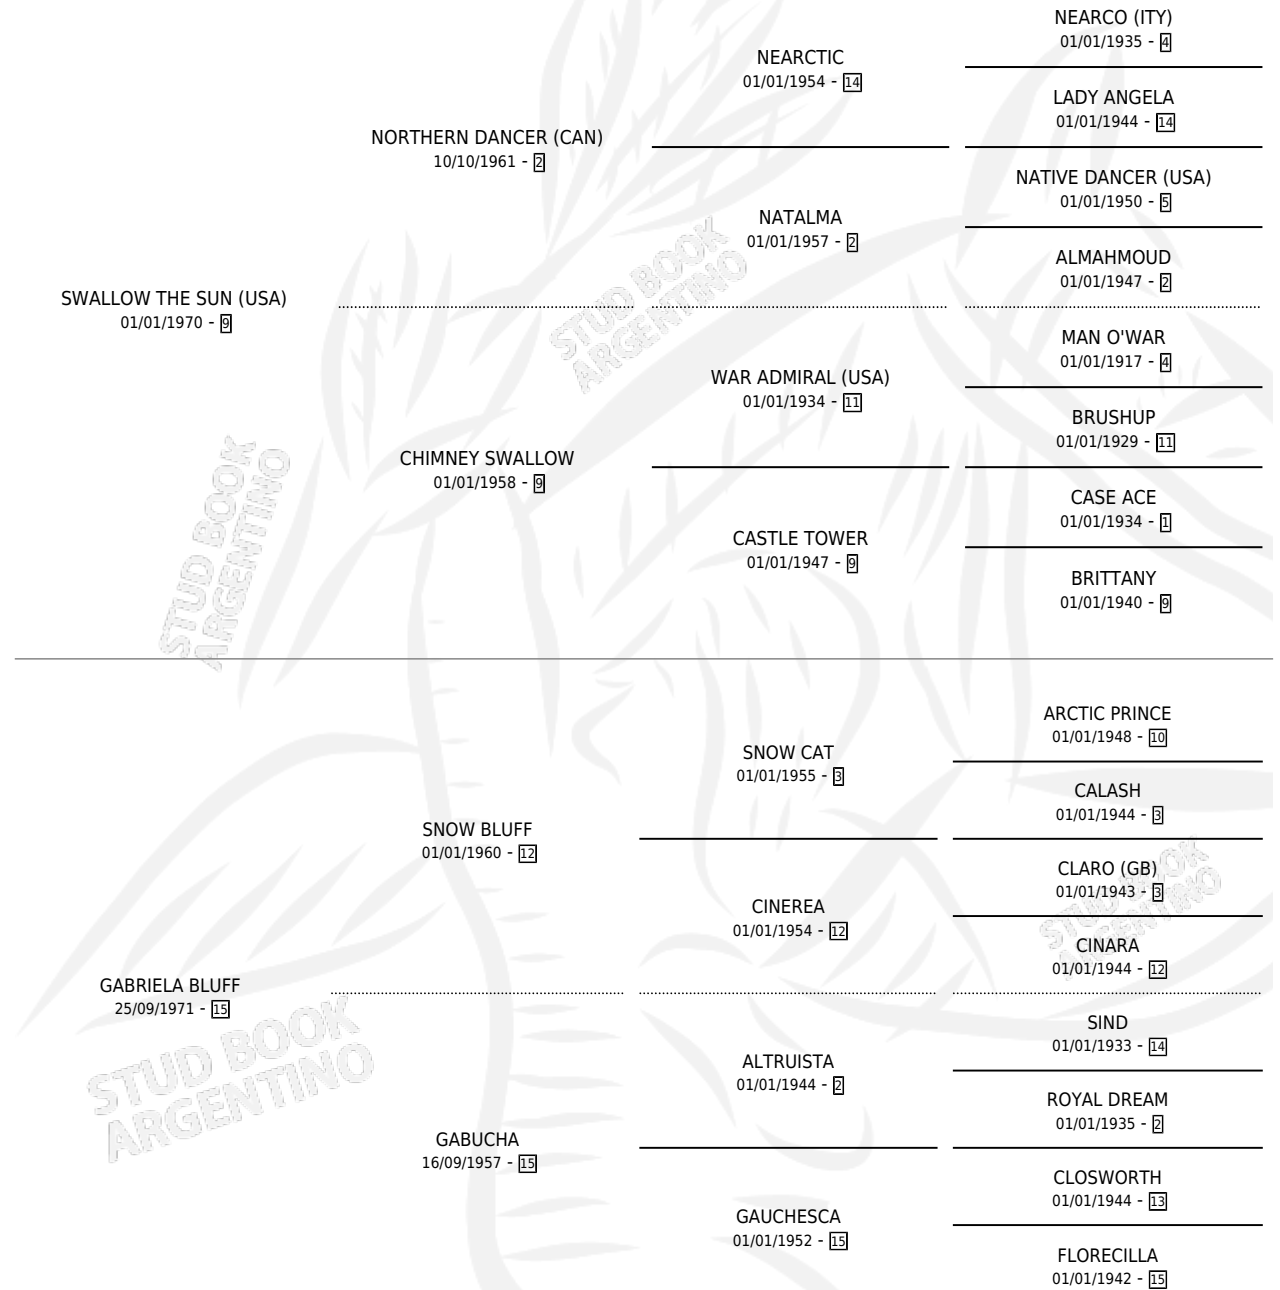 NEARCO (ITY)
01/01/1935 - 4
NEARCTIC
01/01/1954 - 14
LADY ANGELA
01/01/1944 - 14
NORTHERN DANCER (CAN)
10/10/1961 - 2
NATIVE DANCER (USA)
01/01/1950 - 5
NATALMA
01/01/1957 - 2
ALMAHMOUD
01/01/1947 - 2
SWALLOW THE SUN (USA)
01/01/1970 - 9
STUD BOOK
ARGENTINO
MAN O'WAR
01/01/1917 - 4
WAR ADMIRAL (USA)
01/01/1934 - 11
BRUSHUP
01/01/1929 - 11
CHIMNEY SWALLOW
01/01/1958 - 9
CASE ACE
01/01/1934 - 1
CASTLE TOWER
01/01/1947 - 9
BRITTANY
01/01/1940 - 9
STUD BOOK
ARGENTINO
ARCTIC PRINCE
01/01/1948 - 10
SNOW CAT
01/01/1955 - 3
CALASH
01/01/1944 - 3
SNOW BLUFF
01/01/1960 - 12
CLARO (GB)
01/01/1943 - 3
CINEREA
01/01/1954 - 12
STUD BOOK
ARGENTINO
CINARA
01/01/1944 - 12
GABRIELA BLUFF
25/09/1971 - 15
SIND
01/01/1933 - 14
ALTRUISTA
01/01/1944 - 2
ROYAL DREAM
01/01/1935 - 2
STUD BOOK
ARGENTINO
GABUCHA
16/09/1957 - 15
CLOSWORTH
01/01/1944 - 13
GAUCHESCA
01/01/1952 - 15
FLORECILLA
01/01/1942 - 15